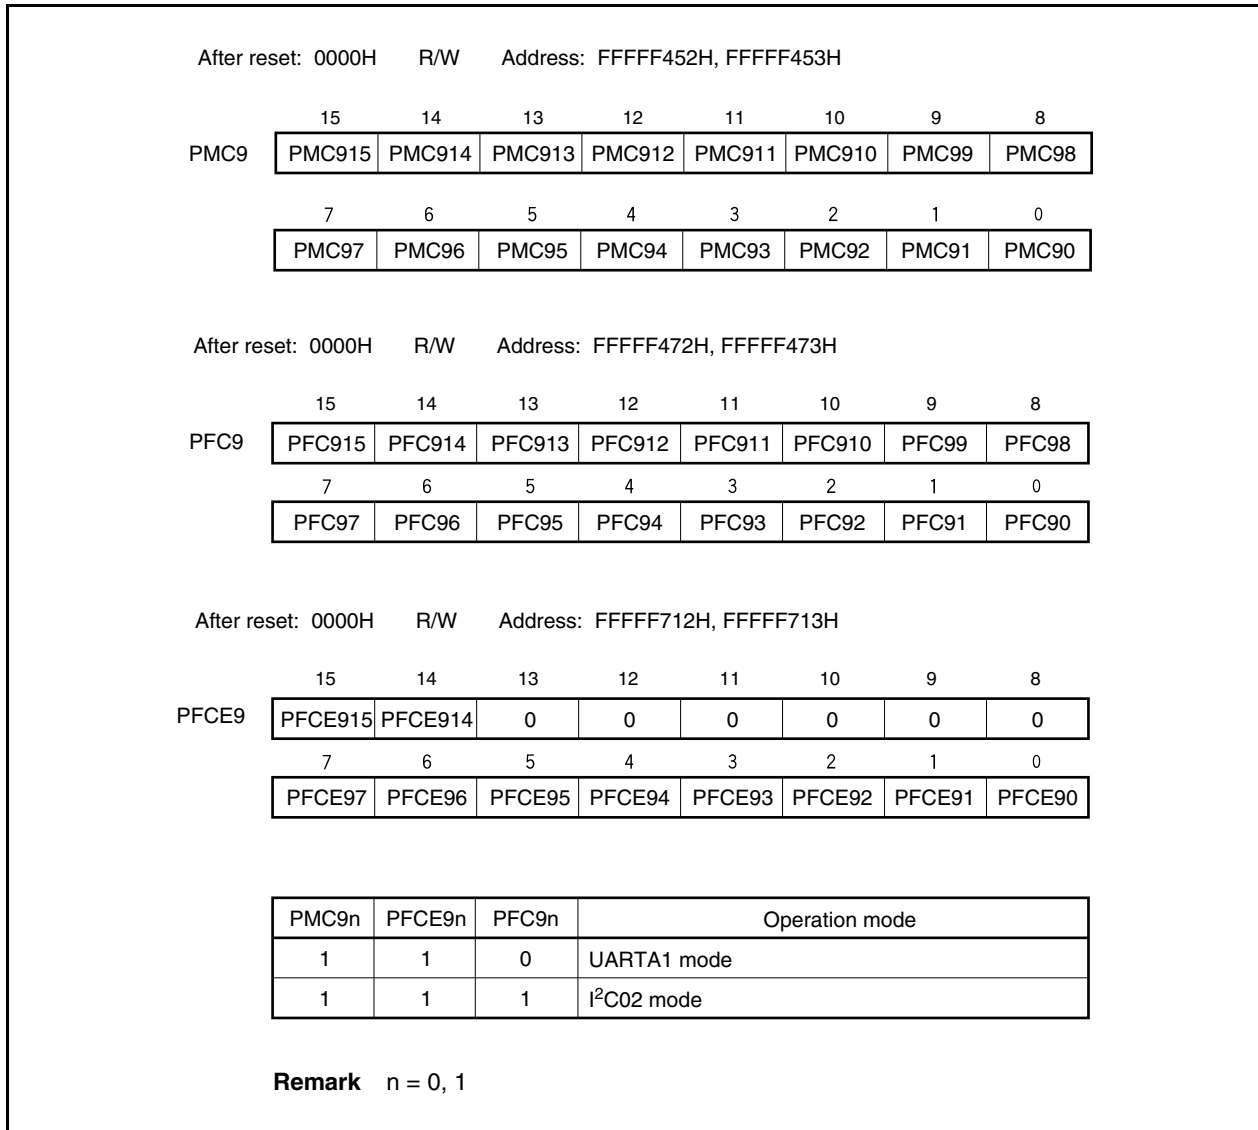 After reset: 0000H R/W Address: FFFFF452H, FFFFF453H
15 14 13 12 11 10 9 8
PMC9 PMC915 PMC914 PMC913 PMC912 PMC911 PMC910 PMC99 PMC98
7 6 5 4 3 2 1 0
PMC97 PMC96 PMC95 PMC94 PMC93 PMC92 PMC91 PMC90
After reset: 0000H R/W Address: FFFFF472H, FFFFF473H
15 14 13 12 11 10 9 8
PFC9 PFC915 PFC914 PFC913 PFC912 PFC911 PFC910 PFC99 PFC98
7 6 5 4 3 2 1 0
PFC97 PFC96 PFC95 PFC94 PFC93 PFC92 PFC91 PFC90
After reset: 0000H R/W Address: FFFFF712H, FFFFF713H
15 14 13 12 11 10 9 8
PFCE9 PFCE915 PFCE914 0 0 0 0 0 0
7 6 5 4 3 2 1 0
PFCE97 PFCE96 PFCE95 PFCE94 PFCE93 PFCE92 PFCE91 PFCE90
PMC9n PFCE9n PFC9n Operation mode
1 1 0 UARTA1 mode
1 1 1 I²C02 mode
Remark n = 0, 1